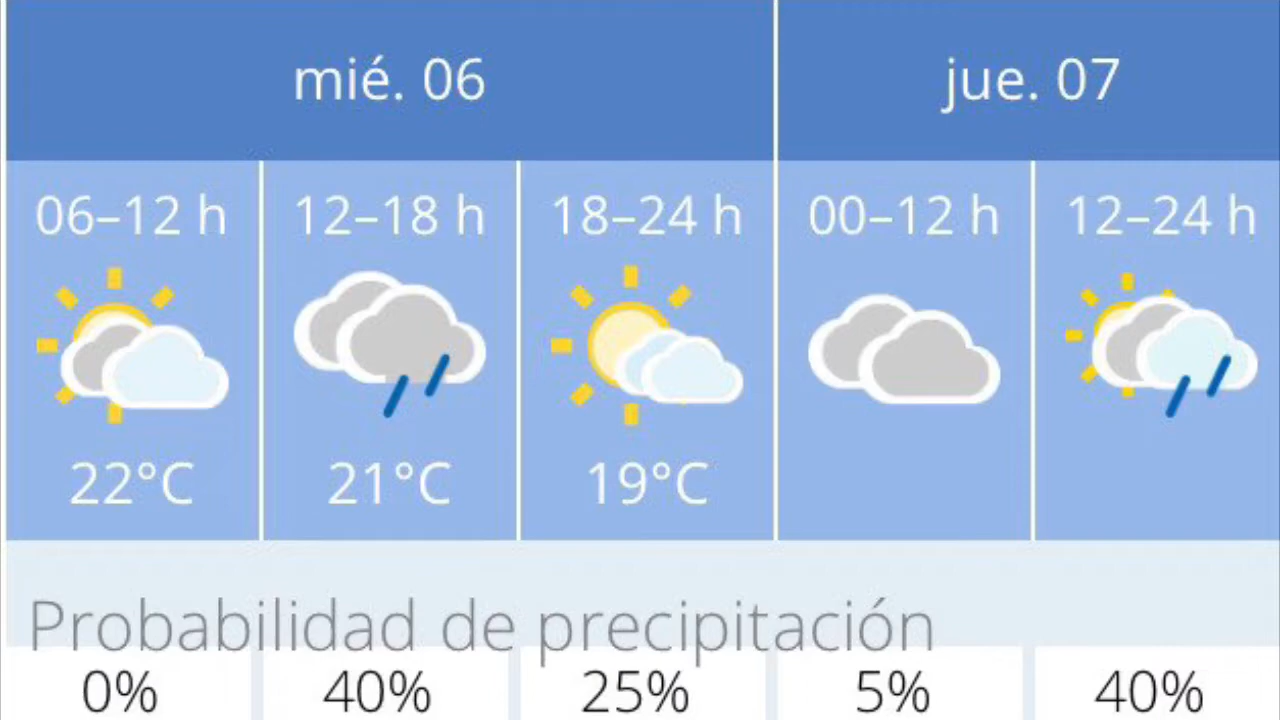 mié. 06 jue. 07
06–12 h 12–18 h 18–24 h 00–12 h 12–24 h
22°C 21°C 19°C
Probabilidad de precipitación
0% 40% 25% 5% 40%